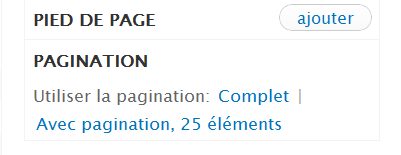 PIED DE PAGE ajouter
PAGINATION
Utiliser la pagination: Complet |
Avec pagination, 25 éléments